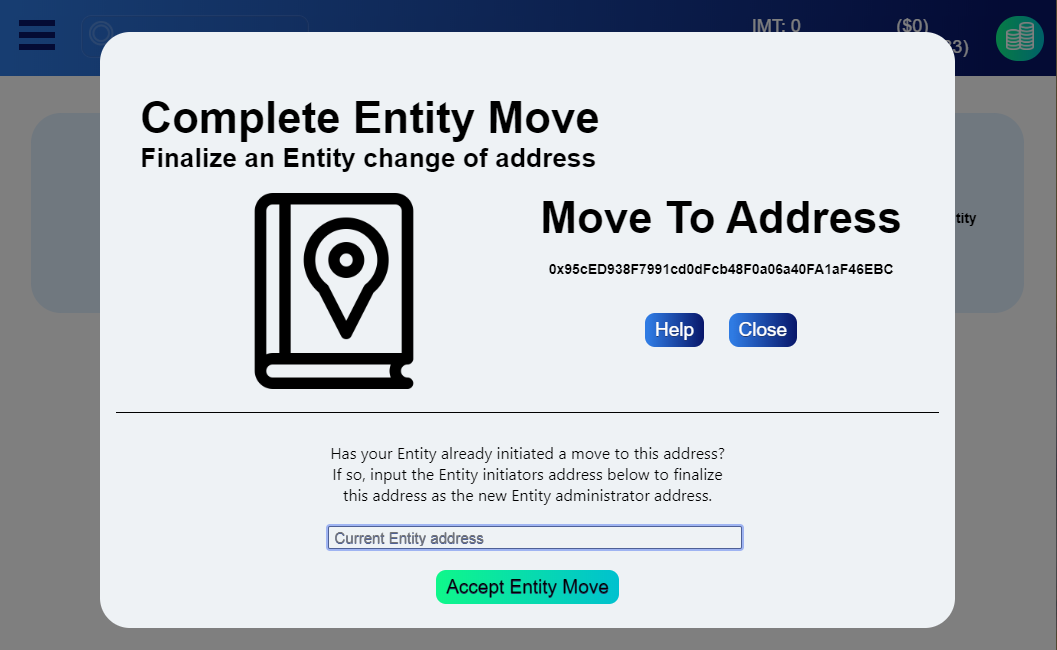 IMT: 0
($0)
3)
Complete Entity Move
Finalize an Entity change of address
Move To Address
tity
0x95cED938F7991cd0dFcb48F0a06a40FA1aF46EBC
Help
Close
Has your Entity already initiated a move to this address?
If so, input the Entity initiators address below to finalize
this address as the new Entity administrator address.
Current Entity address
Accept Entity Move